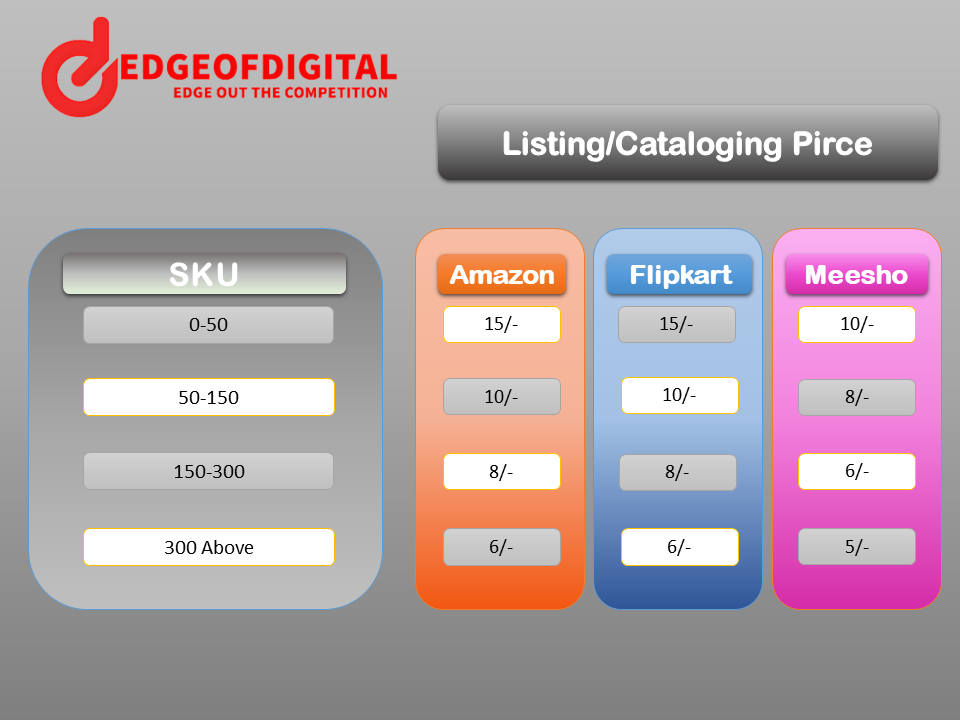 EDGEOFDIGITAL
EDGE OUT THE COMPETITION
Listing/Cataloging Pirce
SKU Amazon Flipkart Meesho
0-50 15/- 15/- 10/-
50-150 10/- 10/- 8/-
150-300 8/- 8/- 6/-
300 Above 6/- 6/- 5/-